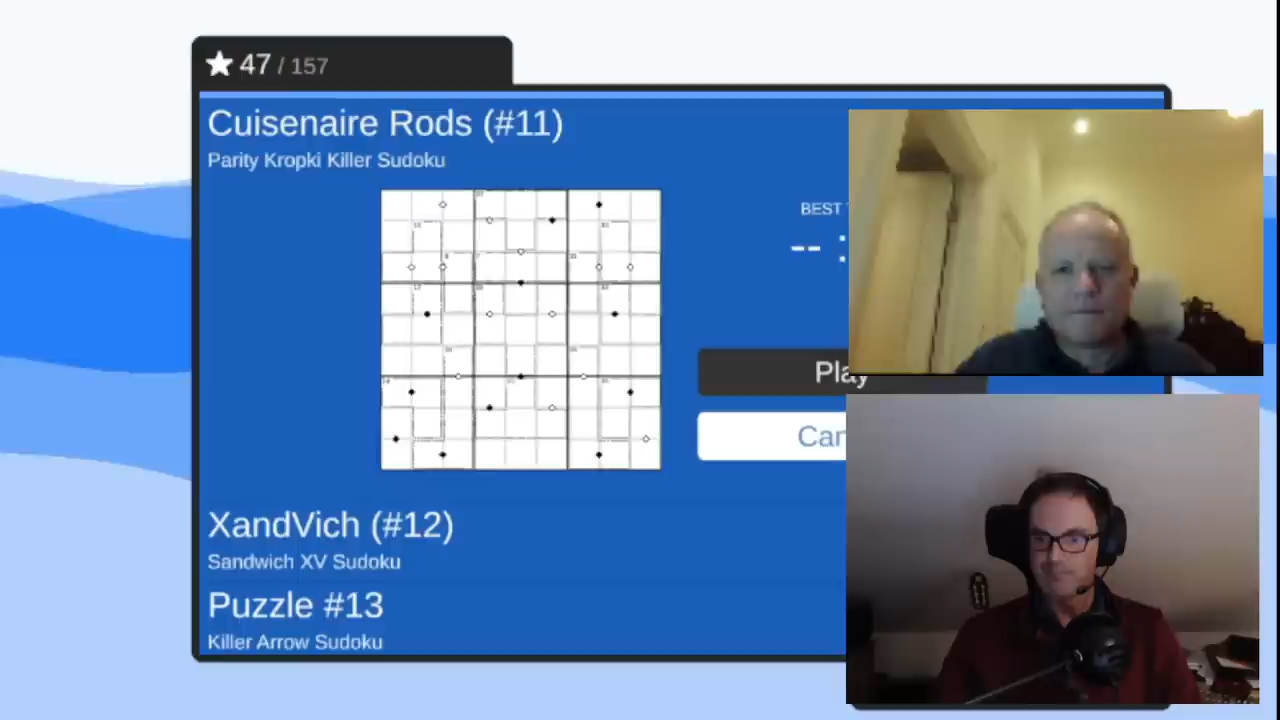 ★ 47 / 157
Cuisenaire Rods (#11)
Parity Kropki Killer Sudoku
BEST
-- :
Play
XandVich (#12)
Sandwich XV Sudoku
Puzzle #13
Killer Arrow Sudoku